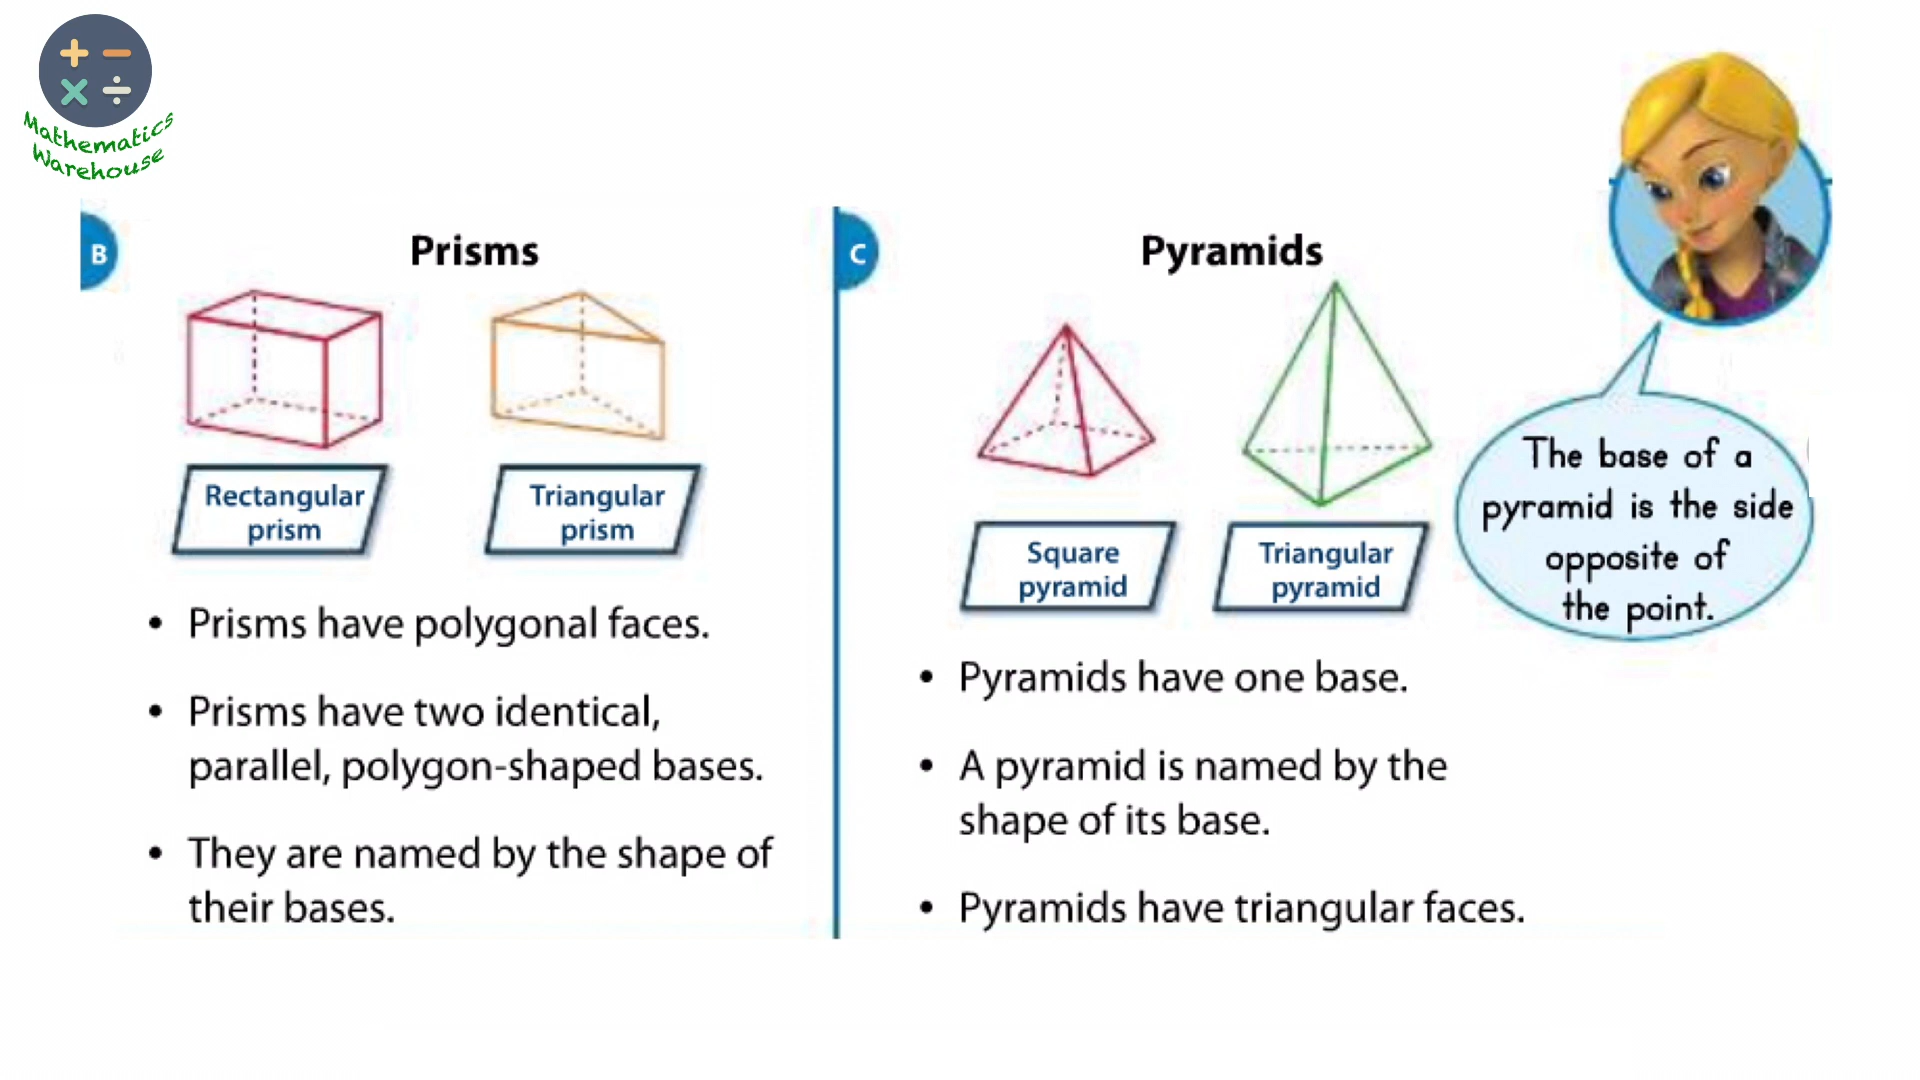 Mathematics
Warehouse
B
Prisms
Rectangular
prism
Triangular
prism
• Prisms have polygonal faces.
• Prisms have two identical,
parallel, polygon-shaped bases.
• They are named by the shape of
their bases.
C
Pyramids
Square
pyramid
Triangular
pyramid
The base of a
pyramid is the side
opposite of
the point.
• Pyramids have one base.
• A pyramid is named by the
shape of its base.
• Pyramids have triangular faces.